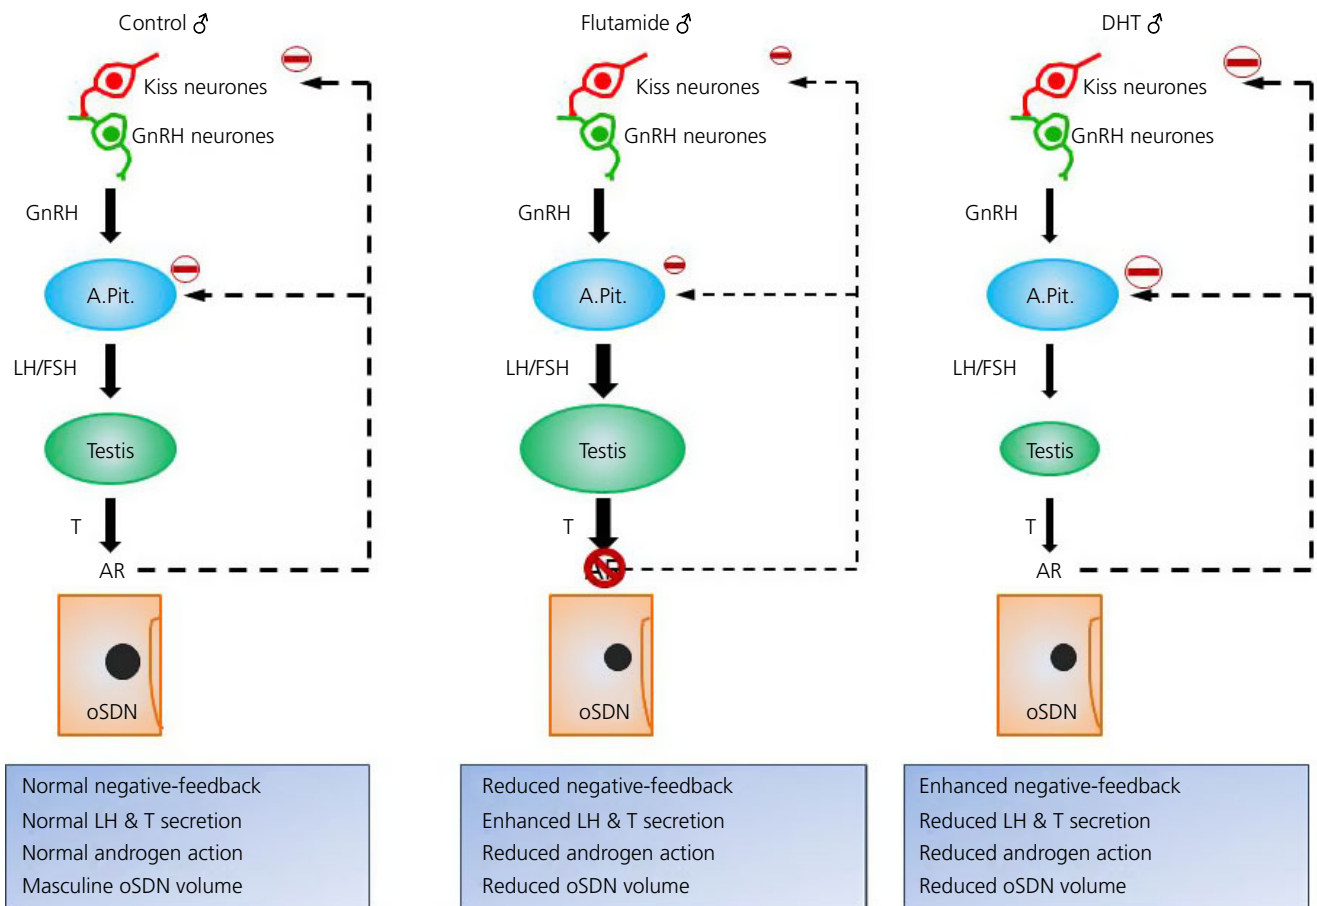 Control ♂
Kiss neurones
GnRH neurones
GnRH
A.Pit.
LH/FSH
Testis
T
AR
oSDN
Normal negative-feedback
Normal LH & T secretion
Normal androgen action
Masculine oSDN volume
Flutamide ♂
Kiss neurones
GnRH neurones
GnRH
A.Pit.
LH/FSH
Testis
T
AR
oSDN
Reduced negative-feedback
Enhanced LH & T secretion
Reduced androgen action
Reduced oSDN volume
DHT ♂
Kiss neurones
GnRH neurones
GnRH
A.Pit.
LH/FSH
Testis
T
AR
oSDN
Enhanced negative-feedback
Reduced LH & T secretion
Reduced androgen action
Reduced oSDN volume